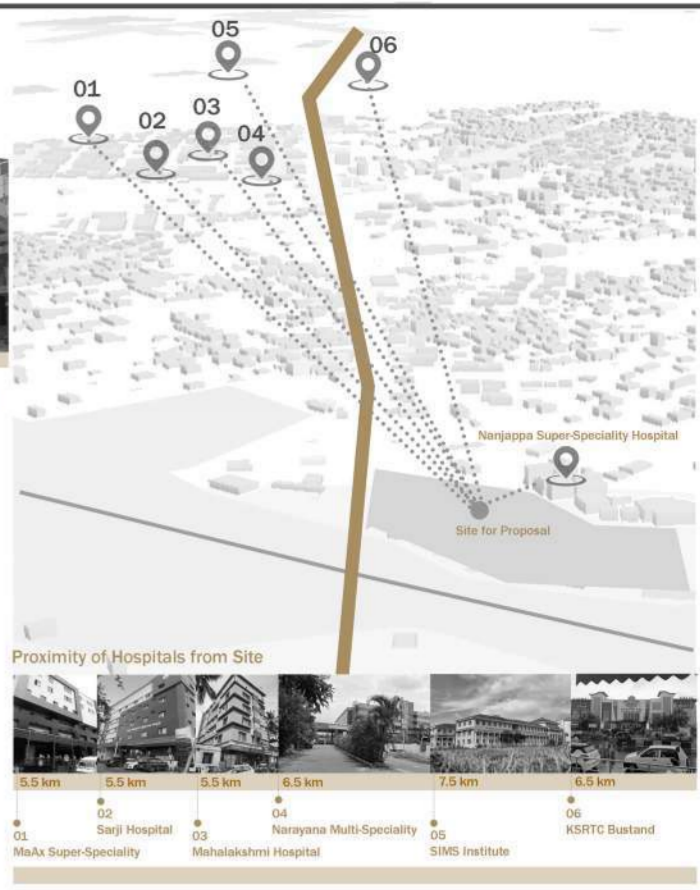 05
06
01
03
02
04
Nanjappa Super-Speciality Hospital
Site for Proposal
Proximity of Hospitals from Site
5.5 km
5.5 km
5.5 km
6.5 km
7.5 km
6.5 km
01
MaAx Super-Speciality
02
Sarji Hospital
03
Mahalakshmi Hospital
04
Narayana Multi-Speciality
05
SIMS Institute
06
KSRTC Bustand